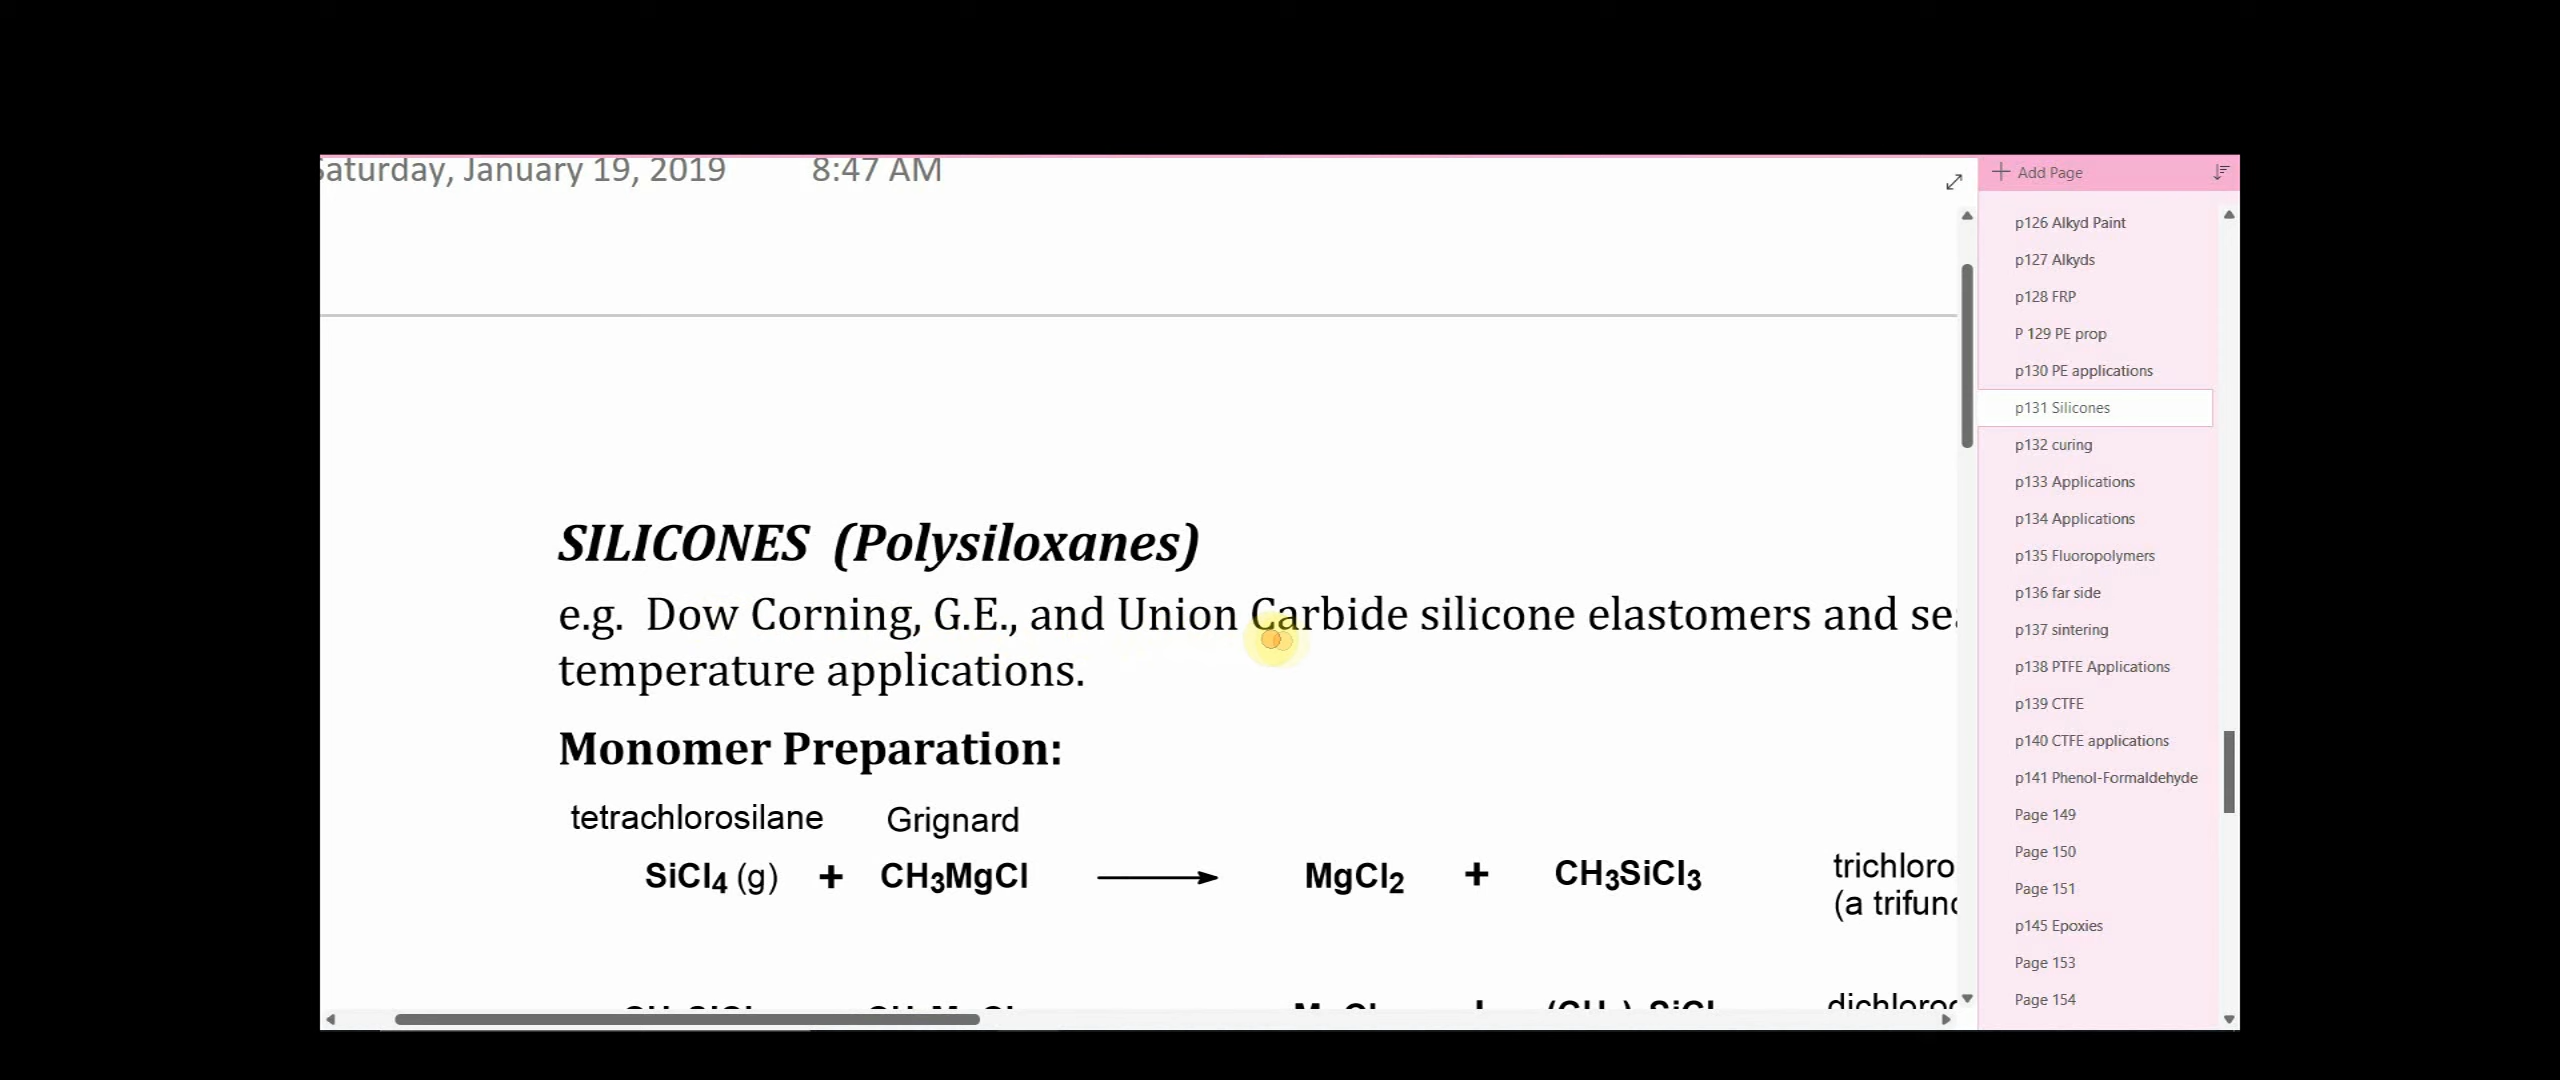 Saturday, January 19, 2019 8:47 AM
SILICONES (Polysiloxanes)
e.g. Dow Corning, G.E., and Union Carbide silicone elastomers and
temperature applications.
Monomer Preparation:
tetrachlorosilane Grignard
SiCl4 (g) + CH3MgCl → MgCl2 + CH3SiCl3 trichloro
(a trifunc
Add Page
p126 Alkyd Paint
p127 Alkyds
p128 FRP
P 129 PE prop
p130 PE applications
p131 Silicones
p132 curing
p133 Applications
p134 Applications
p135 Fluoropolymers
p136 far side
p137 sintering
p138 PTFE Applications
p139 CTFE
p140 CTFE applications
p141 Phenol-Formaldehyde
Page 149
Page 150
Page 151
p145 Epoxies
Page 153
Page 154